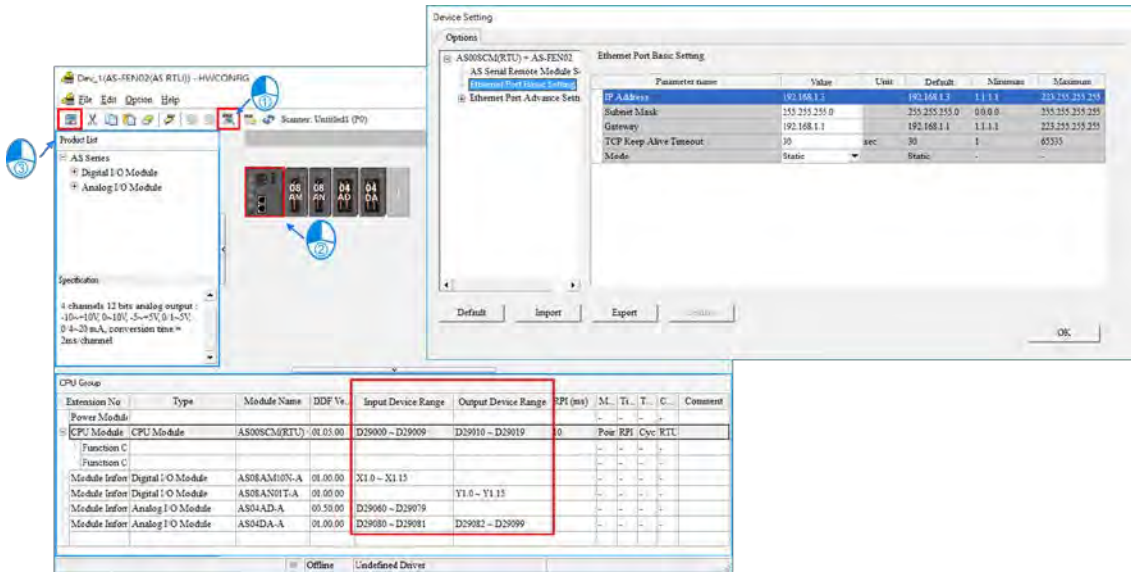 Device Setting
Options
AS00SCM(RTU) + AS-FEN02
AS Serial Remote Module S
Ethernet Port Basic Setting
Ethernet Port Advance Setti
Ethernet Port Basic Setting
Parameter name Value Unit Default Minimum Maximum
IP Address 192.168.1.3 192.168.1.3 1.1.1.1 223.255.255.255
Subnet Mask 255.255.255.0 255.255.255.0 0.0.0.0 255.255.255.255
Gateway 192.168.1.1 192.168.1.1 1.1.1.1 223.255.255.255
TCP Keep Alive Timeout 30 sec 30 1 65535
Mode Static Static - -
Default Import Export
OK
Dev_1(AS-FEN02(AS RTU)) - HWCONFIG
File Edit Option Help
①
Scanner: Untitled1 (P0)
③
Product List
AS Series
Digital I/O Module
Analog I/O Module
08 AM 08 AN 04 AD 04 DA 1
②
Specification
4 channels 12 bits analog output :
-10~+10V, 0~10V, -5~+5V, 0/1~5V,
0/4~20 mA, conversion time =
2ms/channel
CPU Group
Extension No Type Module Name DDF Ve.. Input Device Range Output Device Range RPI (ms) M.. Ti.. T.. C.. Comment
Power Module - - - -
CPU Module CPU Module AS00SCM(RTU) 01.05.00 D29000 ~ D29009 D29010 ~ D29019 10 Poir RPI Cyc RTU
Function C - - - -
Function C - - - -
Module Inforr Digital I/O Module AS08AM10N-A 01.00.00 X1.0 ~ X1.15 - - - -
Module Inforr Digital I/O Module AS08AN01T-A 01.00.00 Y1.0 ~ Y1.15 - - - -
Module Inforr Analog I/O Module AS04AD-A 00.50.00 D29060 ~ D29079 - - - -
Module Inforr Analog I/O Module AS04DA-A 01.00.00 D29080 ~ D29081 D29082 ~ D29099 - - - -
Offline Undefined Driver